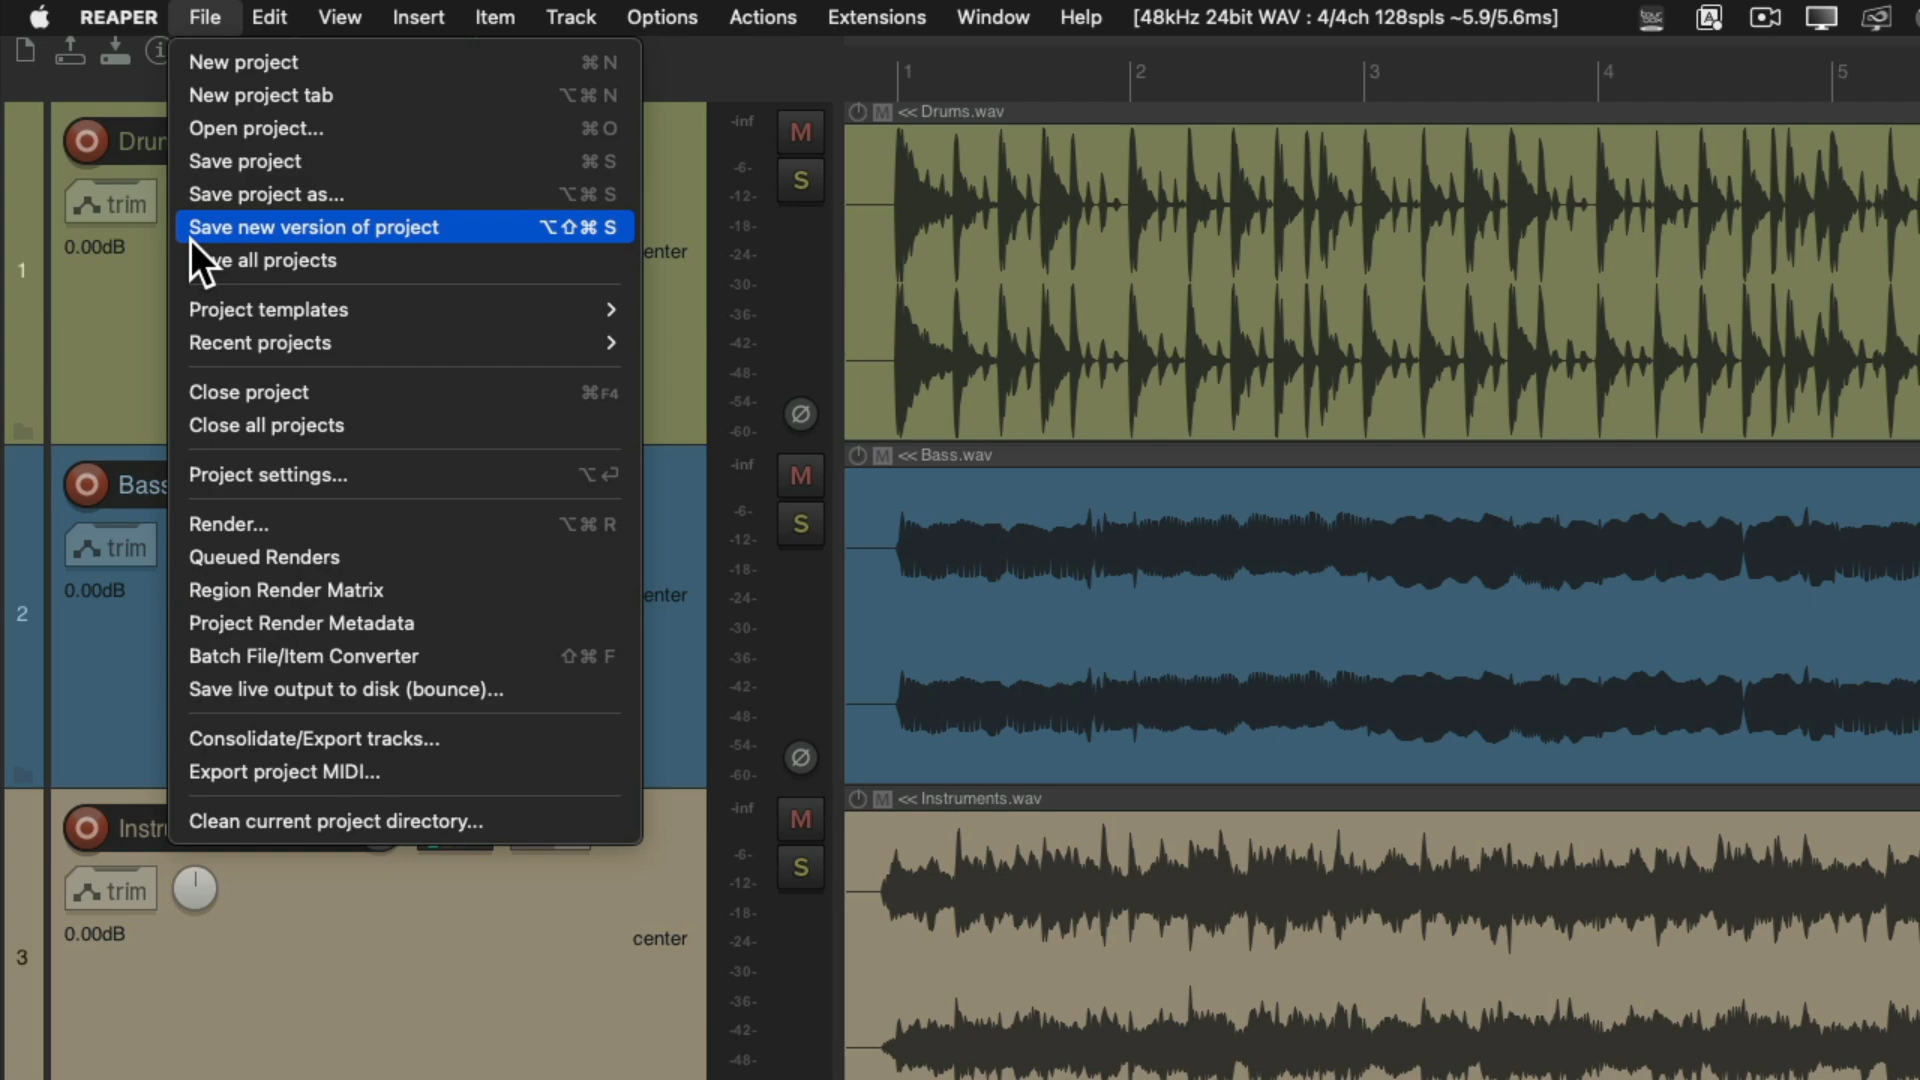 REAPER File Edit View Insert Item Track Options Actions Extensions Window Help [48kHz 24bit WAV : 4/4ch 128spls ~5.9/5.6ms]
New project ⌘ N
New project tab ⌥⌘ N
Open project... ⌘ O
Save project ⌘ S
Save project as... ⌥⌘ S
Save new version of project ⌥⇧⌘ S
ve all projects
Project templates
Recent projects
Close project ⌘F4
Close all projects
Project settings... ⌥⏎
Render... ⌥⌘ R
Queued Renders
Region Render Matrix
Project Render Metadata
Batch File/Item Converter ⇧⌘ F
Save live output to disk (bounce)...
Consolidate/Export tracks...
Export project MIDI...
Clean current project directory...
1 2 3 4 5
1
Drum
trim
0.00dB
enter
-inf
-6-
-12-
-18-
-24-
-30-
-36-
-42-
-48-
-54-
-60-
M
S
Ø
M << Drums.wav
2
Bass
trim
0.00dB
enter
-inf
-6-
-12-
-18-
-24-
-30-
-36-
-42-
-48-
-54-
-60-
M
S
Ø
M << Bass.wav
3
Instr
trim
0.00dB
center
-inf
-6-
-12-
-18-
-24-
-30-
-36-
-42-
-48-
M
S
M << Instruments.wav